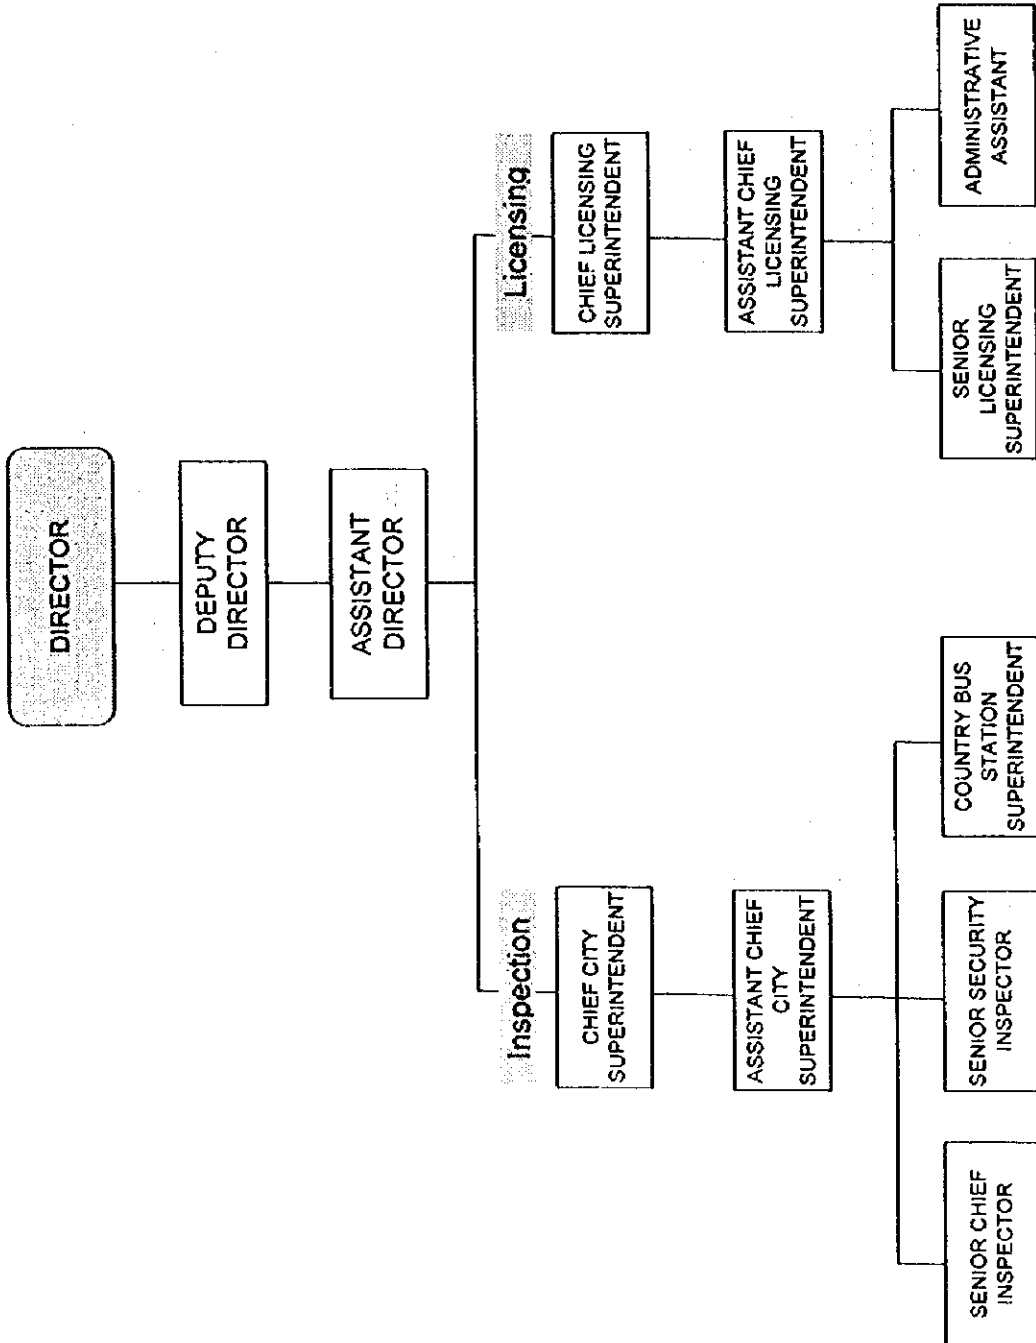 DIRECTOR
DEPUTY
DIRECTOR
ASSISTANT
DIRECTOR
Inspection
Licensing
CHIEF CITY
SUPERINTENDENT
CHIEF LICENSING
SUPERINTENDENT
ASSISTANT CHIEF
CITY
SUPERINTENDENT
ASSISTANT CHIEF
LICENSING
SUPERINTENDENT
SENIOR CHIEF
INSPECTOR
SENIOR SECURITY
INSPECTOR
COUNTRY BUS
STATION
SUPERINTENDENT
SENIOR
LICENSING
SUPERINTENDENT
ADMINISTRATIVE
ASSISTANT